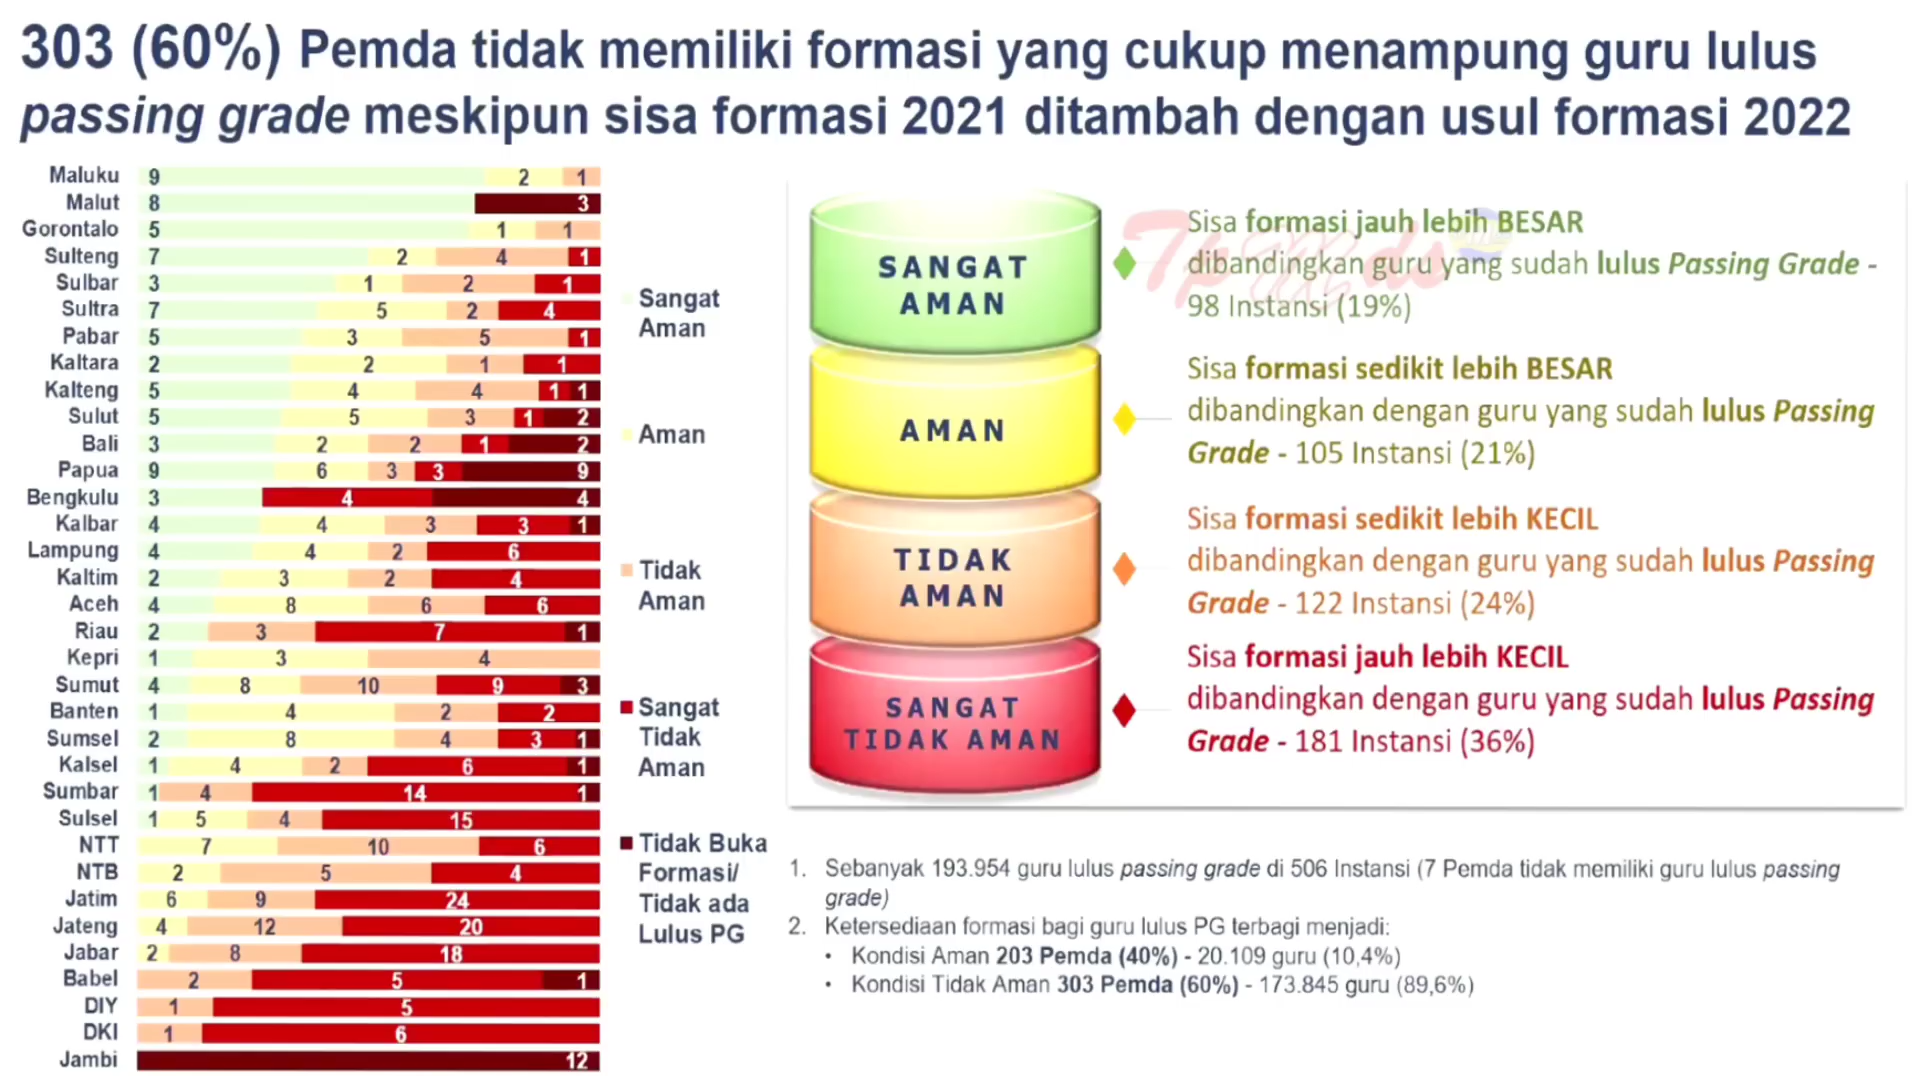 303 (60%) Pemda tidak memiliki formasi yang cukup menampung guru lulus
passing grade meskipun sisa formasi 2021 ditambah dengan usul formasi 2022
Maluku 9 2 1
Malut 8 3
Gorontalo 5 1 1
Sulteng 7 2 4 1
Sulbar 3 1 2 1
Sultra 7 5 2 4
Pabar 5 3 5 1
Kaltara 2 2 1 1
Kalteng 5 4 4 1 1
Sulut 5 5 3 1 2
Bali 3 2 2 1 2
Papua 9 6 3 3 9
Bengkulu 3 4 4
Kalbar 4 4 3 3 1
Lampung 4 4 2 6
Kaltim 2 3 2 4
Aceh 4 8 6 6
Riau 2 3 7 1
Kepri 1 3 4
Sumut 4 8 10 9 3
Banten 1 4 2 2
Sumsel 2 8 4 3 1
Kalsel 1 4 2 6 1
Sumbar 1 4 14 1
Sulsel 1 5 4 15
NTT 7 10 6
NTB 2 5 4
Jatim 6 9 24
Jateng 4 12 20
Jabar 2 8 18
Babel 2 5 1
DIY 1 5
DKI 1 6
Jambi 12
Sangat
Aman
Aman
Tidak
Aman
Sangat
Tidak
Aman
Tidak Buka
Formasi/
Tidak ada
Lulus PG
SANGAT
AMAN
Sisa formasi jauh lebih BESAR
dibandingkan guru yang sudah lulus Passing Grade -
98 Instansi (19%)
AMAN
Sisa formasi sedikit lebih BESAR
dibandingkan dengan guru yang sudah lulus Passing
Grade - 105 Instansi (21%)
TIDAK
AMAN
Sisa formasi sedikit lebih KECIL
dibandingkan dengan guru yang sudah lulus Passing
Grade - 122 Instansi (24%)
SANGAT
TIDAK AMAN
Sisa formasi jauh lebih KECIL
dibandingkan dengan guru yang sudah lulus Passing
Grade - 181 Instansi (36%)
1. Sebanyak 193.954 guru lulus passing grade di 506 Instansi (7 Pemda tidak memiliki guru lulus passing
grade)
2. Ketersediaan formasi bagi guru lulus PG terbagi menjadi:
• Kondisi Aman 203 Pemda (40%) - 20.109 guru (10,4%)
• Kondisi Tidak Aman 303 Pemda (60%) - 173.845 guru (89,6%)